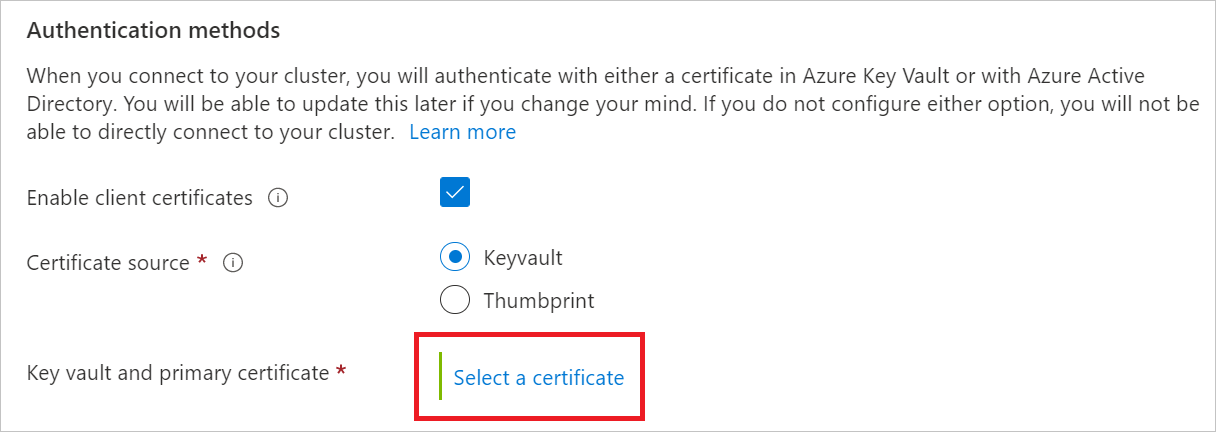 Authentication methods
When you connect to your cluster, you will authenticate with either a certificate in Azure Key Vault or with Azure Active
Directory. You will be able to update this later if you change your mind. If you do not configure either option, you will not be
able to directly connect to your cluster. Learn more
Enable client certificates
Certificate source *
Keyvault
Thumbprint
Key vault and primary certificate *
Select a certificate